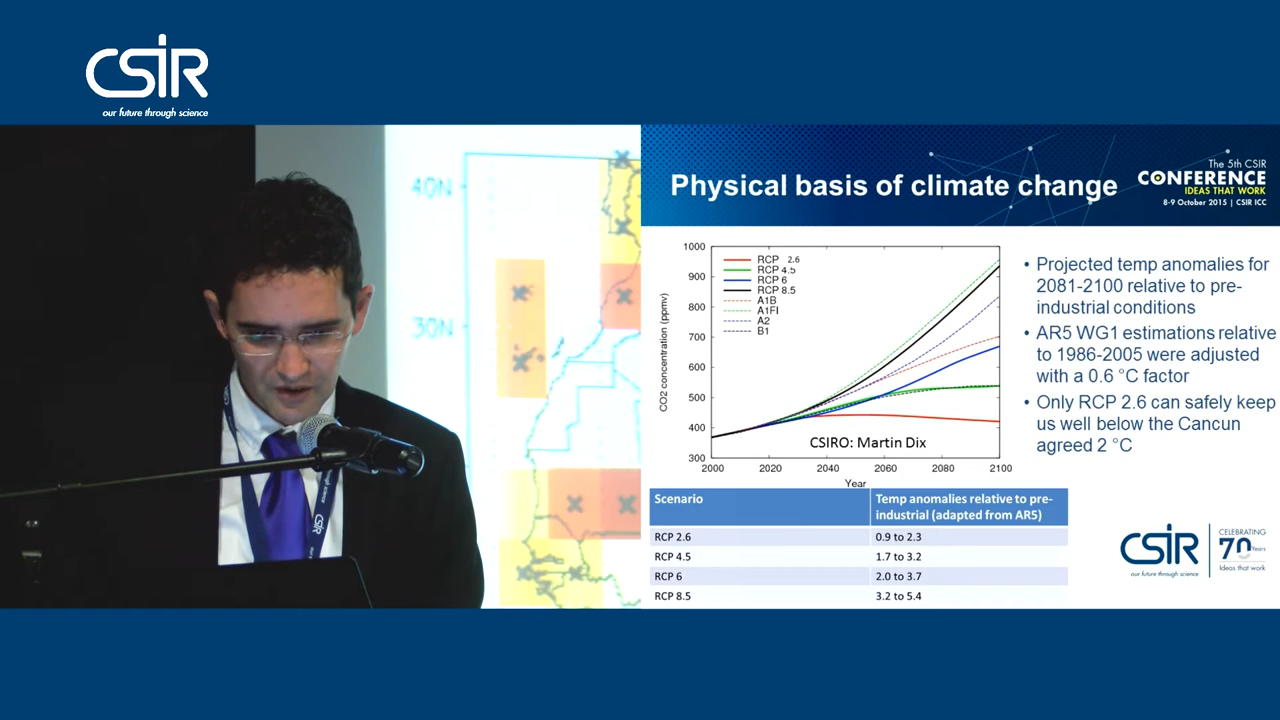 CSIR
our future through science
40N
30N
Physical basis of climate change
The 5th CSIR
CONFERENCE
IDEAS THAT WORK
8-9 October 2015 | CSIR ICC
1000
900
800
700
600
500
400
300
CO2 concentration (ppmv)
RCP 2.6
RCP 4.5
RCP 6
RCP 8.5
A1B
A1FI
A2
B1
CSIRO: Martin Dix
2000 2020 2040 2060 2080 2100
Year
• Projected temp anomalies for
2081-2100 relative to pre-
industrial conditions
• AR5 WG1 estimations relative
to 1986-2005 were adjusted
with a 0.6 °C factor
• Only RCP 2.6 can safely keep
us well below the Cancun
agreed 2 °C
Scenario Temp anomalies relative to pre-
industrial (adapted from AR5)
RCP 2.6 0.9 to 2.3
RCP 4.5 1.7 to 3.2
RCP 6 2.0 to 3.7
RCP 8.5 3.2 to 5.4
CSIR
our future through science
CELEBRATING
70 Years
Ideas that work
CSIR